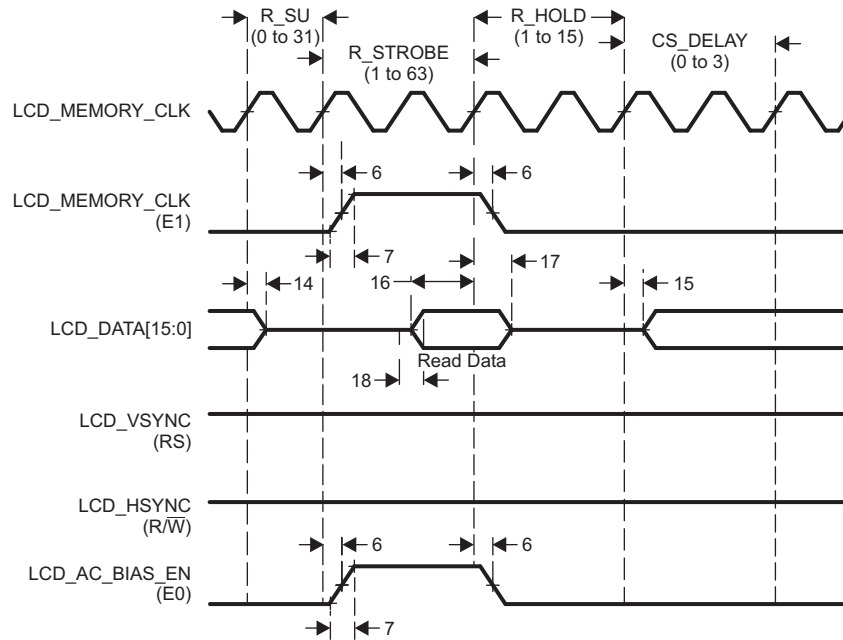 R_SU
(0 to 31)
R_STROBE
(1 to 63)
R_HOLD
(1 to 15)
CS_DELAY
(0 to 3)
LCD_MEMORY_CLK
6
6
LCD_MEMORY_CLK
(E1)
7
17
14
16
15
LCD_DATA[15:0]
Read Data
18
LCD_VSYNC
(RS)
LCD_HSYNC
(R/W̅)
6
6
LCD_AC_BIAS_EN
(E0)
7